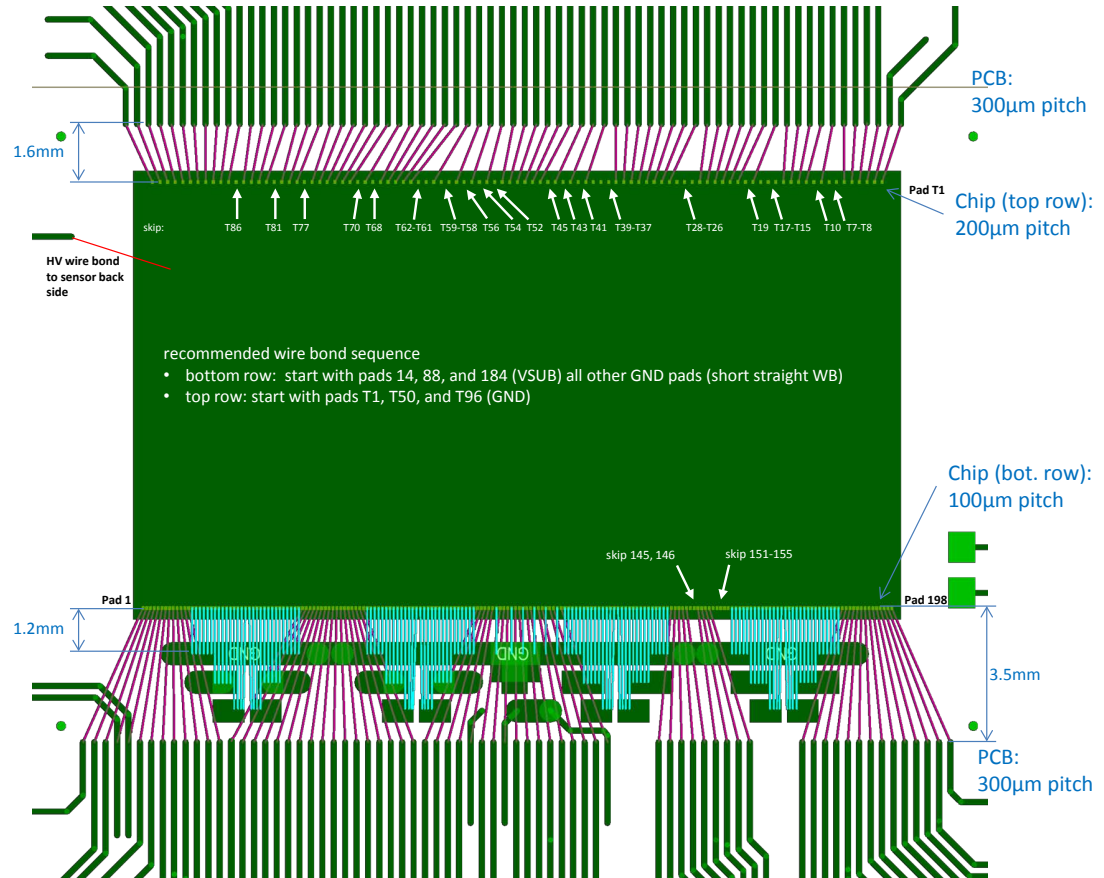 PCB:
300µm pitch
1.6mm
Pad T1
Chip (top row):
200µm pitch
skip:
T86
T81
T77
T70
T68
T62-T61
T59-T58
T56
T54
T52
T45
T43
T41
T39-T37
T28-T26
T19
T17-T15
T10
T7-T8
HV wire bond
to sensor back
side
recommended wire bond sequence
• bottom row: start with pads 14, 88, and 184 (VSUB) all other GND pads (short straight WB)
• top row: start with pads T1, T50, and T96 (GND)
Chip (bot. row):
100µm pitch
skip 145, 146
skip 151-155
Pad 1
Pad 198
1.2mm
GND
GND
GND
3.5mm
PCB:
300µm pitch